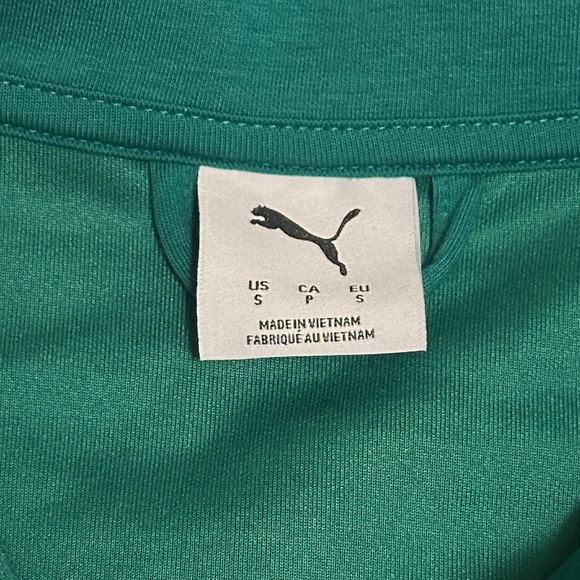 US CA EU
S P S
MADE IN VIETNAM
FABRIQUÉ AU VIETNAM